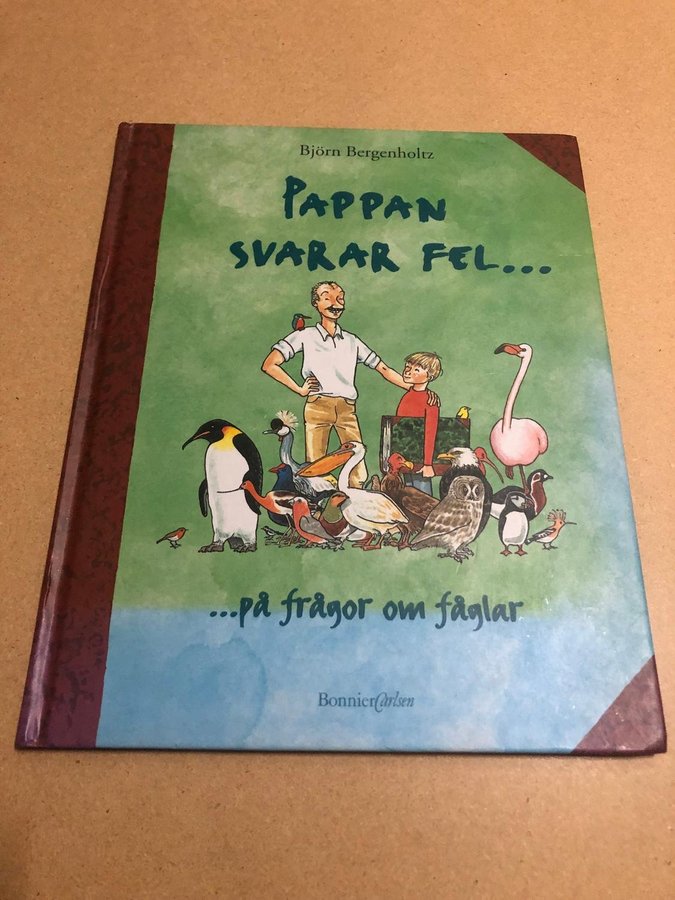 Björn Bergenholtz
PAPPAN
SVARAR FEL...
...på frågor om fåglar
BonnierCarlsen